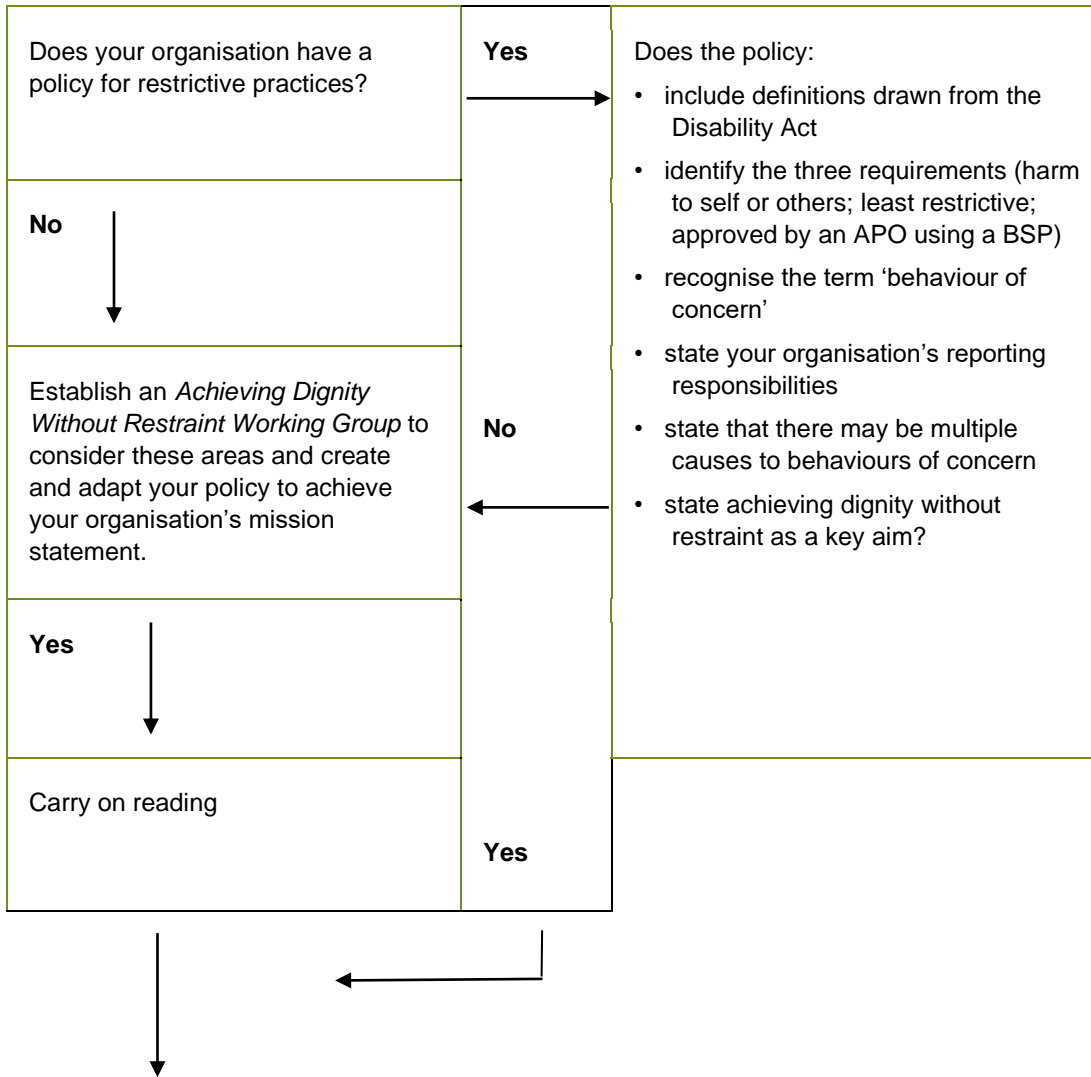 Does your organisation have a
policy for restrictive practices?
Yes
Does the policy:
• include definitions drawn from the
Disability Act
• identify the three requirements (harm
to self or others; least restrictive;
approved by an APO using a BSP)
• recognise the term ‘behaviour of
concern’
• state your organisation’s reporting
responsibilities
• state that there may be multiple
causes to behaviours of concern
• state achieving dignity without
restraint as a key aim?
No
Establish an Achieving Dignity
Without Restraint Working Group to
consider these areas and create
and adapt your policy to achieve
your organisation’s mission
statement.
No
Yes
Carry on reading
Yes